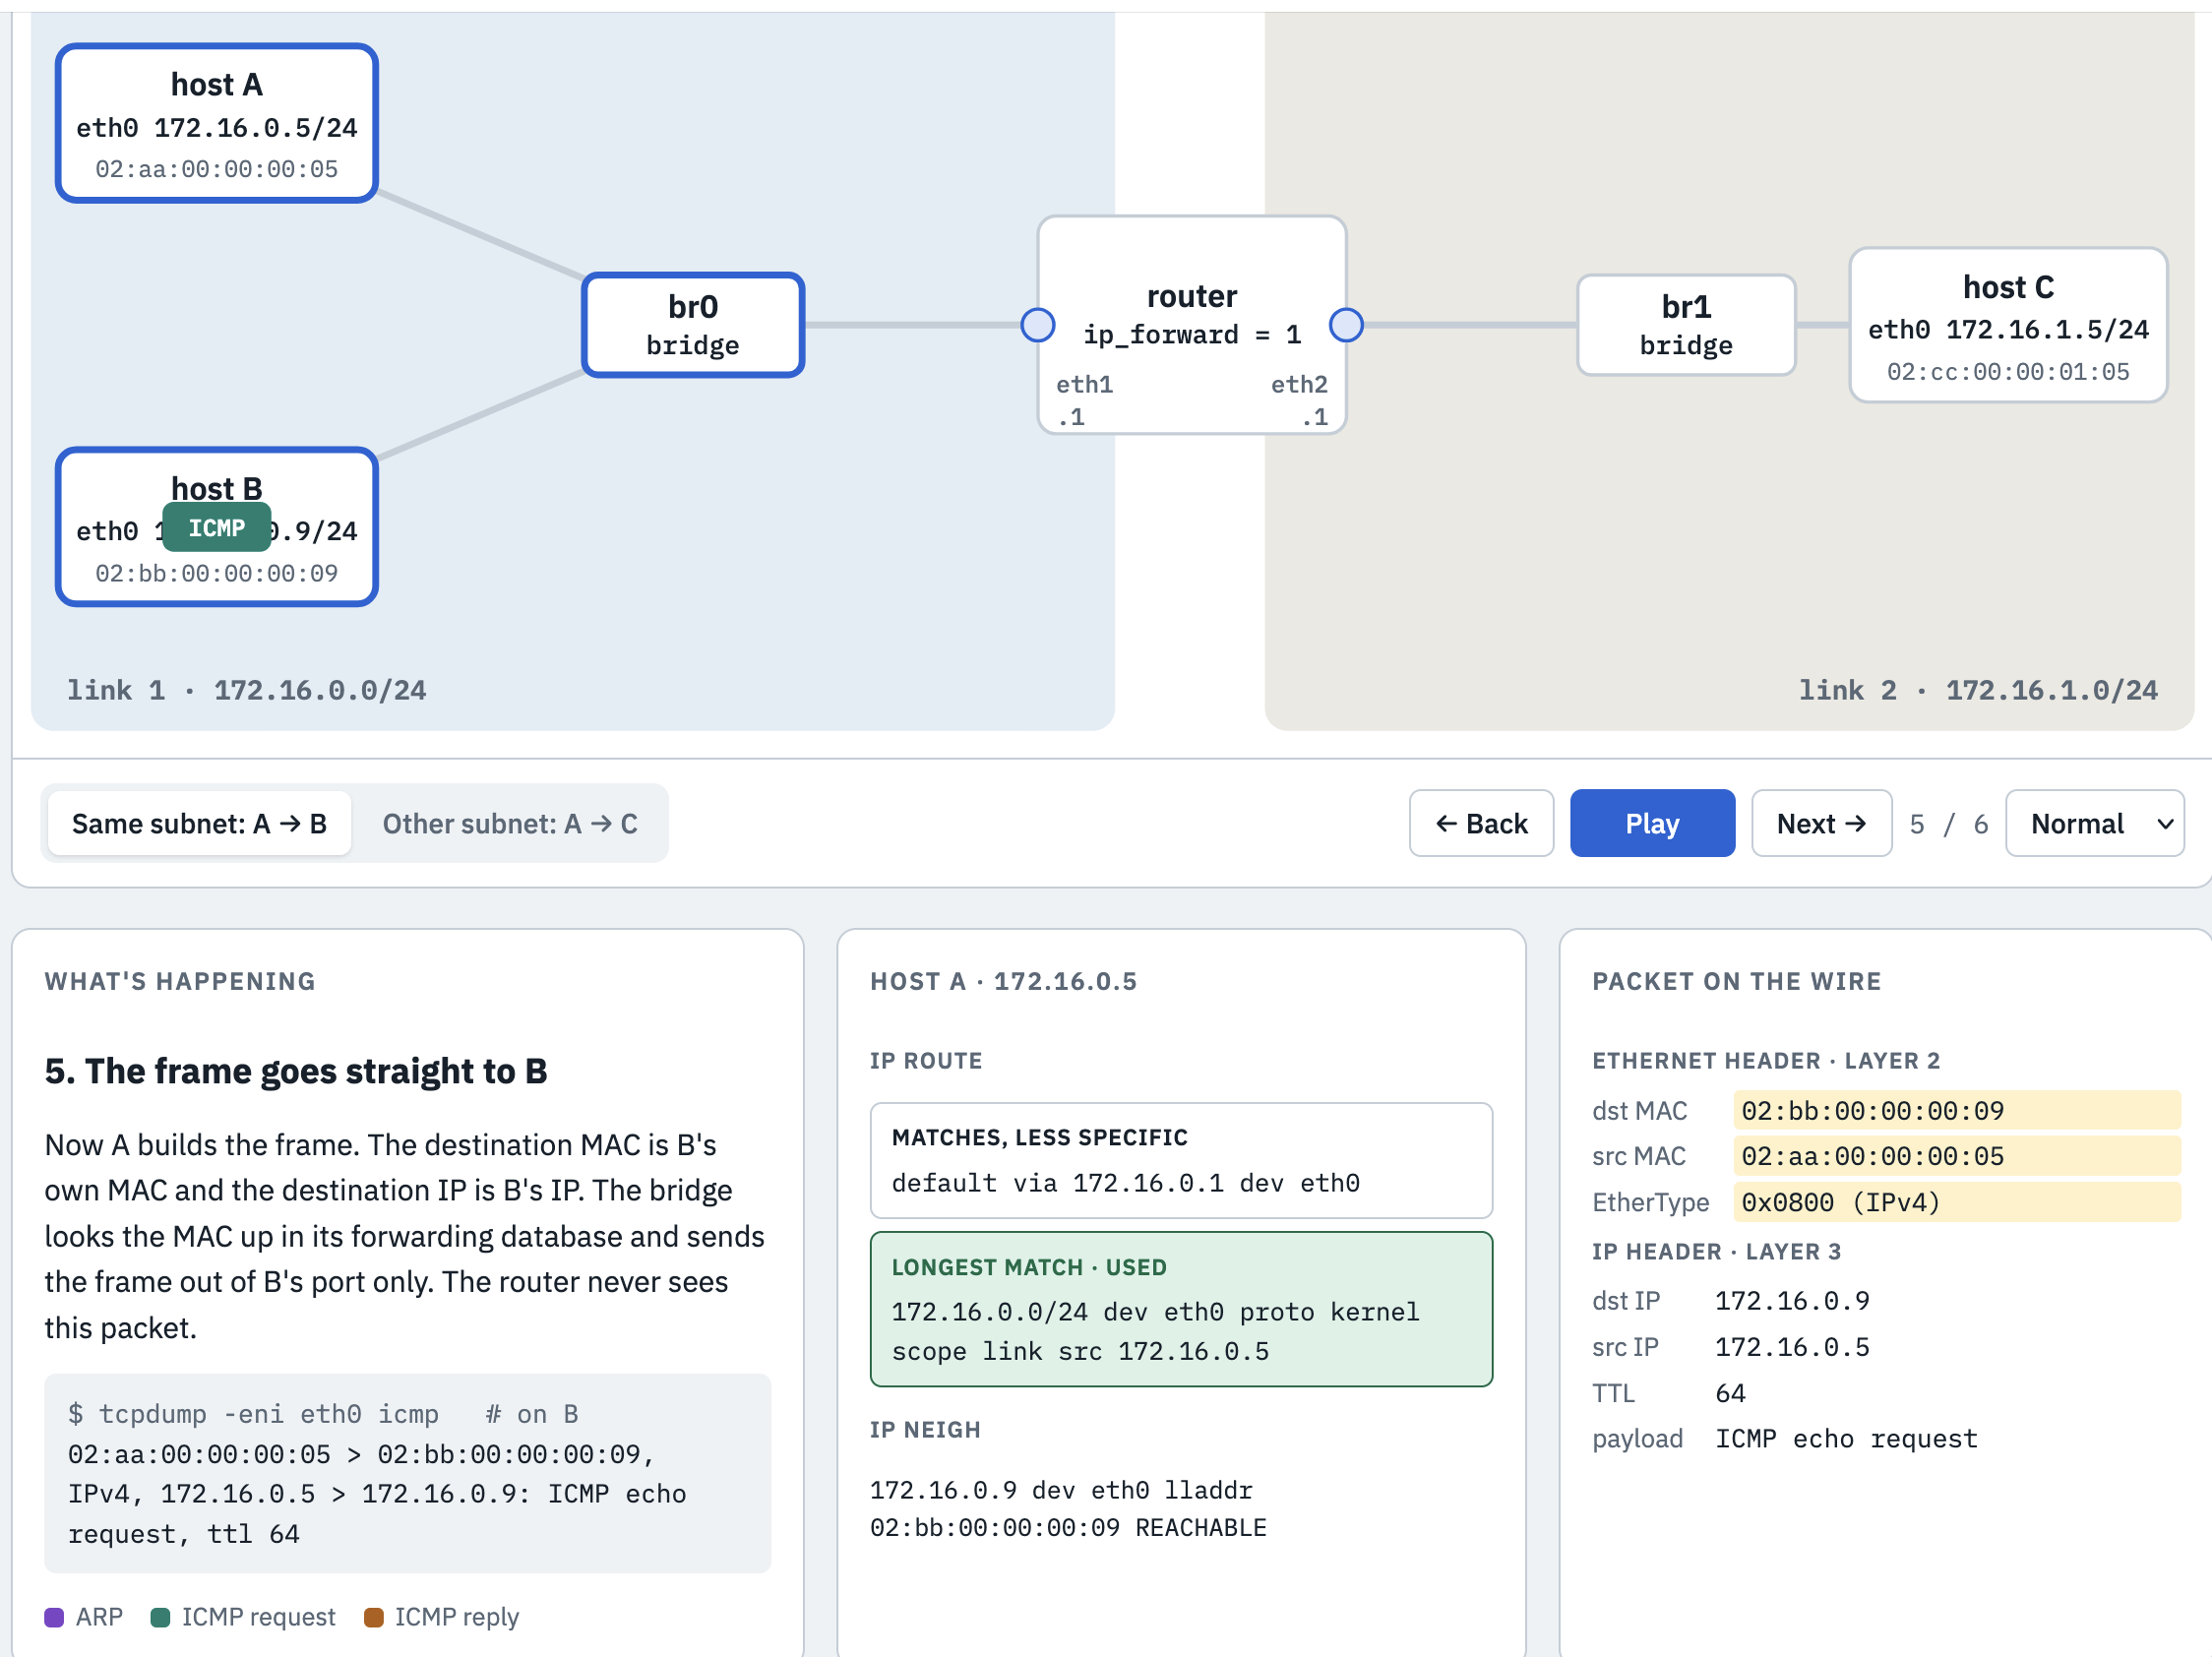 host A
eth0 172.16.0.5/24
02:aa:00:00:00:05
br0
bridge
router
ip_forward = 1
eth1
eth2
.1
.1
br1
bridge
host C
eth0 172.16.1.5/24
02:cc:00:00:01:05
host B
eth0 1
ICMP
0.9/24
02:bb:00:00:00:09
link 1 · 172.16.0.0/24
link 2 · 172.16.1.0/24
Same subnet: A → B
Other subnet: A → C
← Back
Play
Next →
5 / 6
Normal
WHAT'S HAPPENING
5. The frame goes straight to B
Now A builds the frame. The destination MAC is B's
own MAC and the destination IP is B's IP. The bridge
looks the MAC up in its forwarding database and sends
the frame out of B's port only. The router never sees
this packet.
$ tcpdump -eni eth0 icmp   # on B
02:aa:00:00:00:05 > 02:bb:00:00:00:09,
IPv4, 172.16.0.5 > 172.16.0.9: ICMP echo
request, ttl 64
ARP
ICMP request
ICMP reply
HOST A · 172.16.0.5
IP ROUTE
MATCHES, LESS SPECIFIC
default via 172.16.0.1 dev eth0
LONGEST MATCH · USED
172.16.0.0/24 dev eth0 proto kernel
scope link src 172.16.0.5
IP NEIGH
172.16.0.9 dev eth0 lladdr
02:bb:00:00:00:09 REACHABLE
PACKET ON THE WIRE
ETHERNET HEADER · LAYER 2
dst MAC 02:bb:00:00:00:09
src MAC 02:aa:00:00:00:05
EtherType 0x0800 (IPv4)
IP HEADER · LAYER 3
dst IP 172.16.0.9
src IP 172.16.0.5
TTL 64
payload ICMP echo request